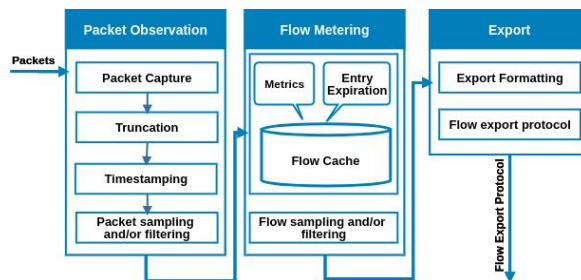 Packet Observation
Flow Metering
Export
Packets
Packet Capture
Truncation
Timestamping
Packet sampling
and/or filtering
Metrics
Entry
Expiration
Flow Cache
Flow sampling and/or
filtering
Export Formatting
Flow export protocol
Flow Export Protocol